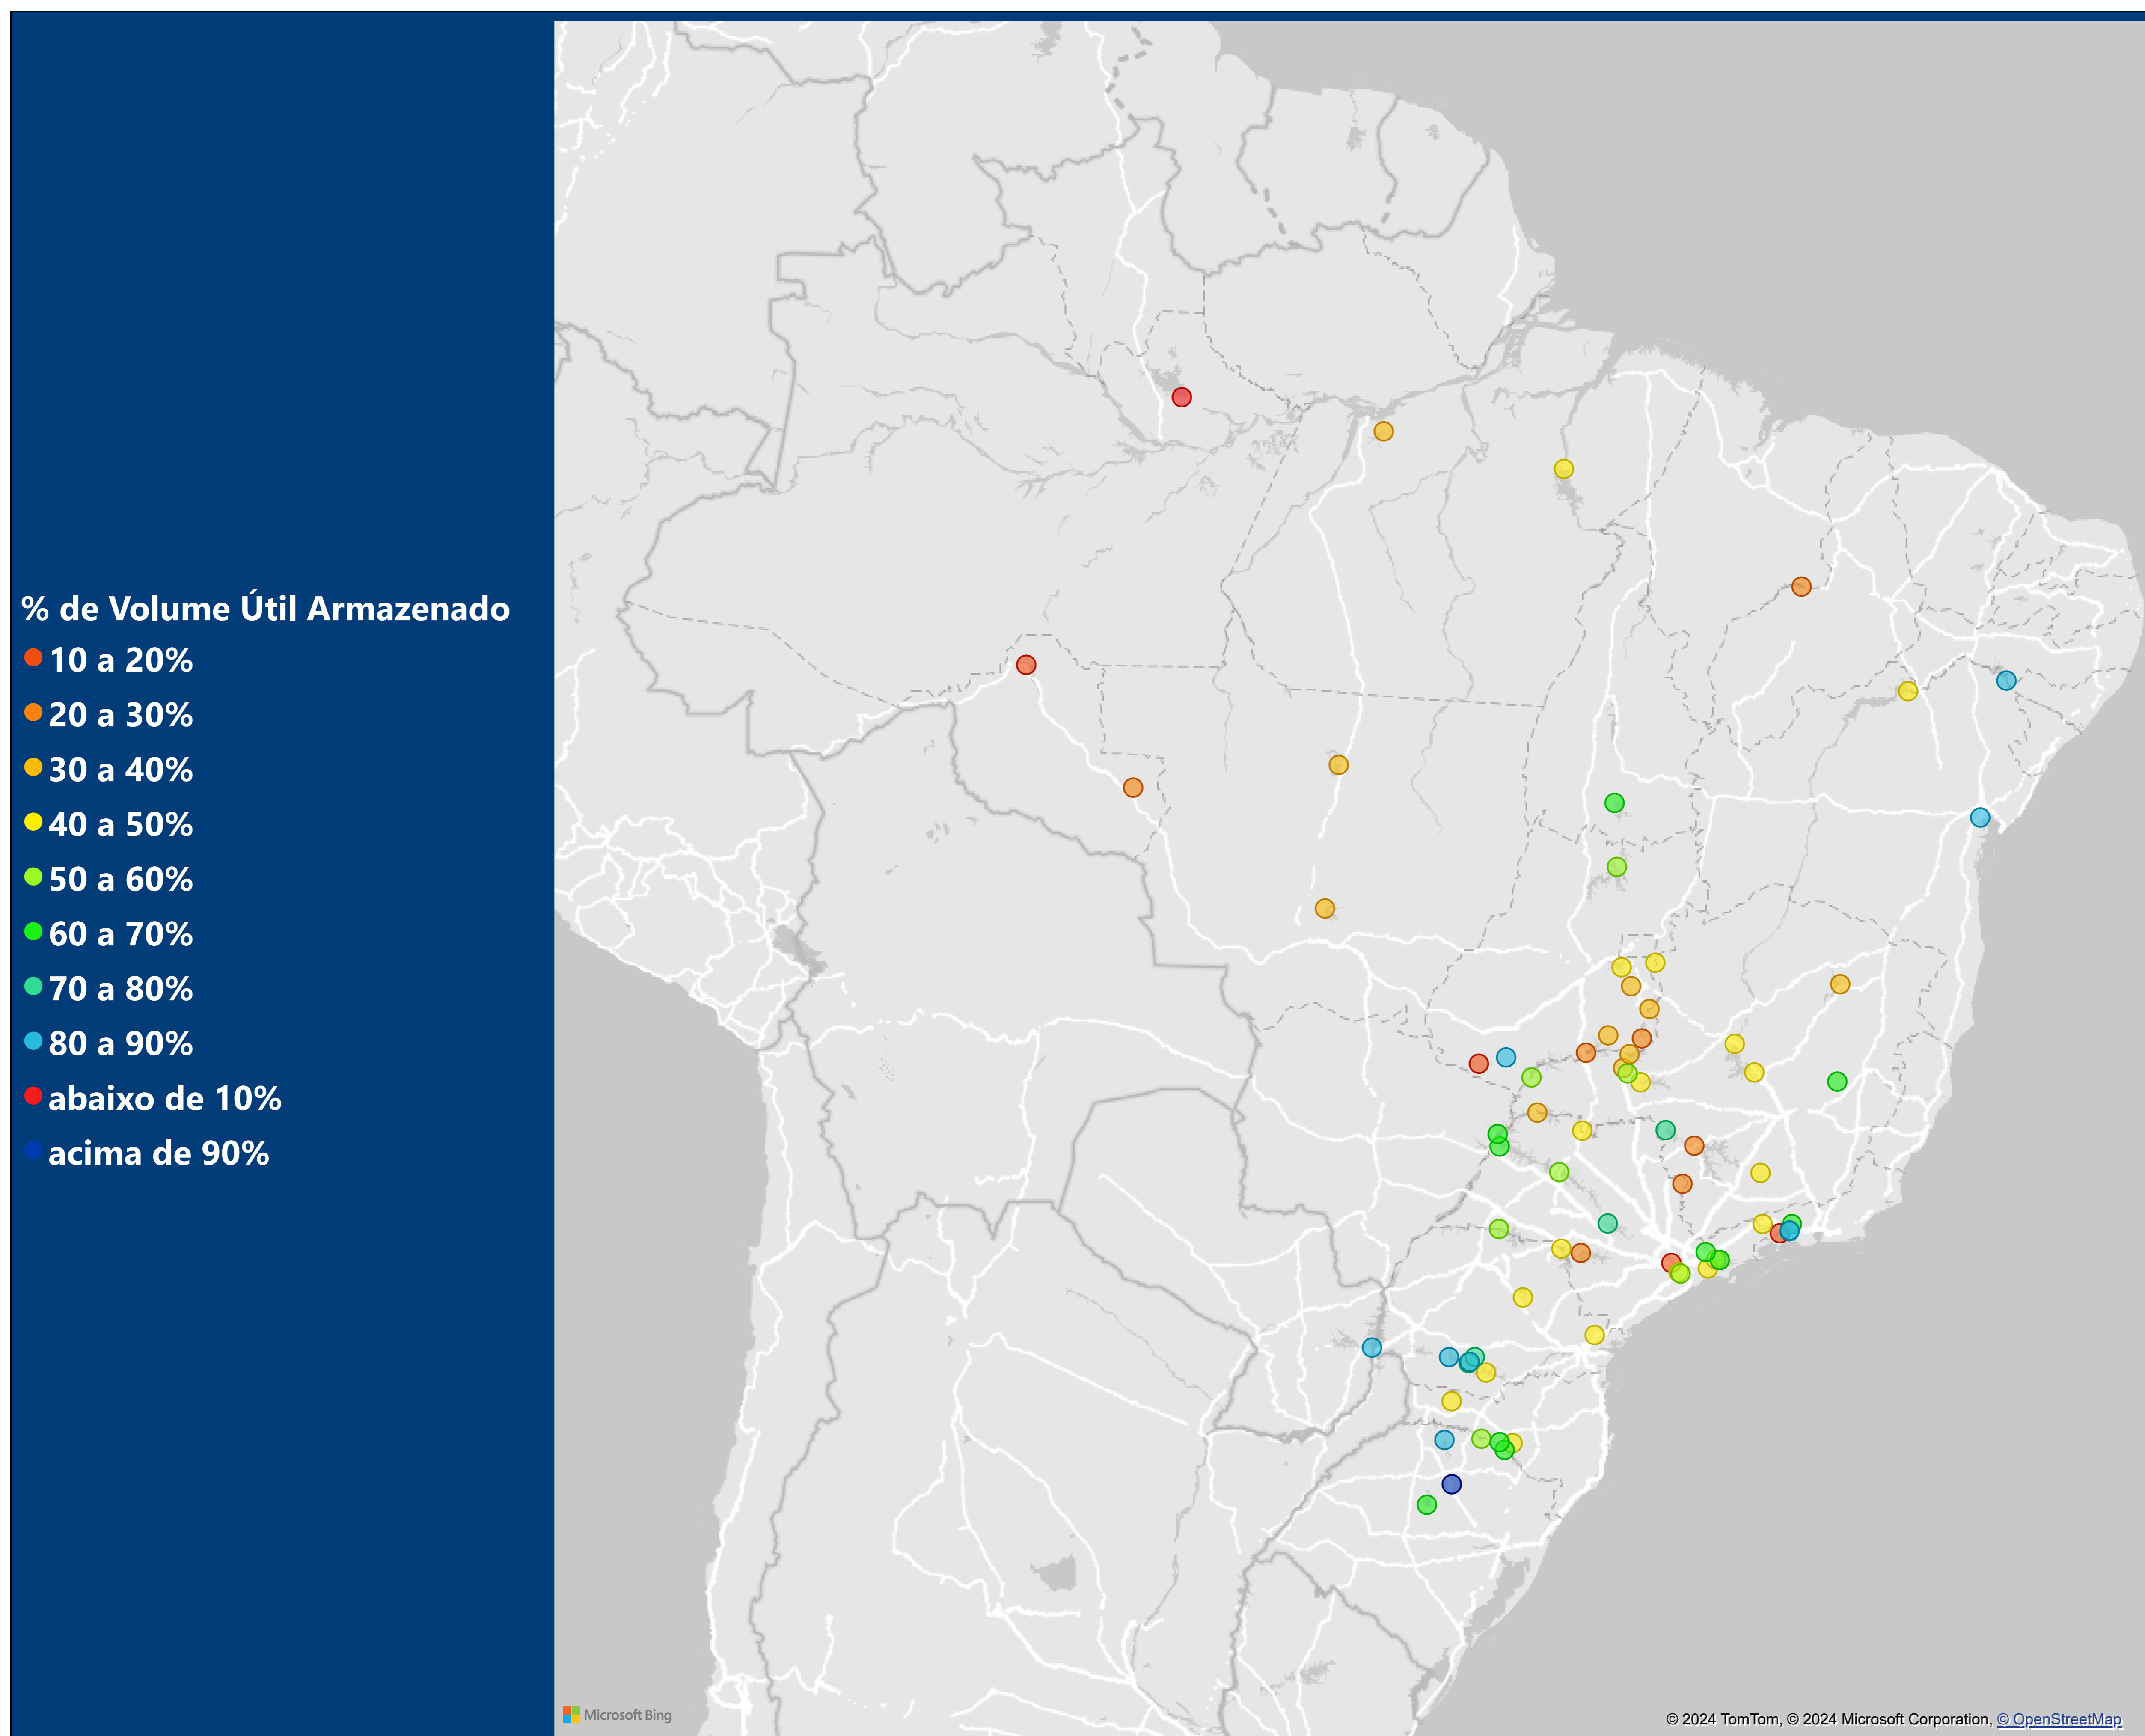 % de Volume Útil Armazenado
10 a 20%
20 a 30%
30 a 40%
40 a 50%
50 a 60%
60 a 70%
70 a 80%
80 a 90%
abaixo de 10%
acima de 90%
Microsoft Bing
© 2024 TomTom, © 2024 Microsoft Corporation, © OpenStreetMap